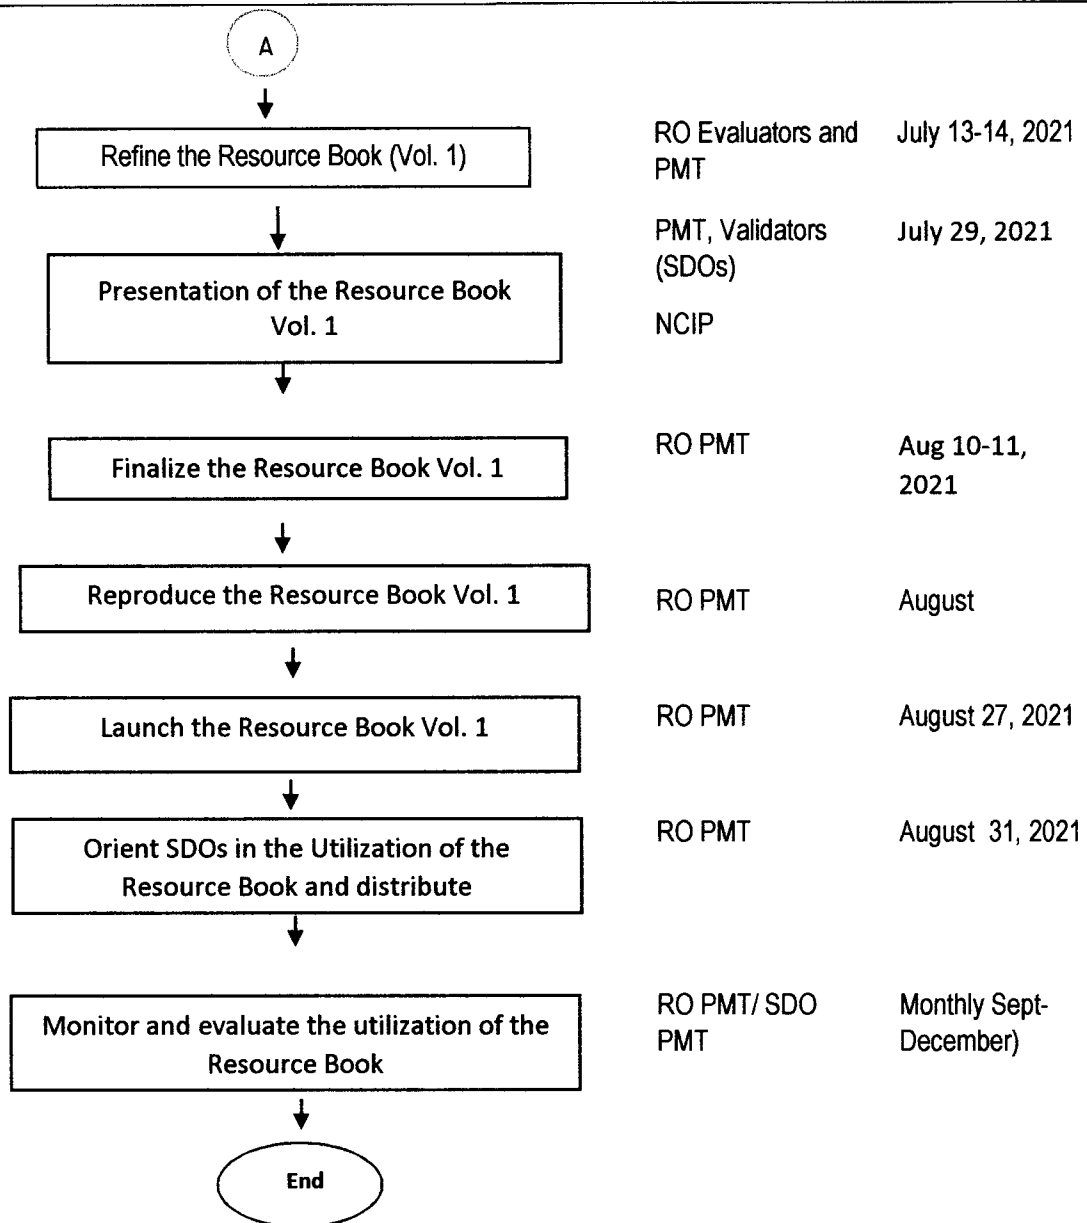 A
Refine the Resource Book (Vol. 1)
RO Evaluators and
PMT
July 13-14, 2021
Presentation of the Resource Book
Vol. 1
PMT, Validators
(SDOs)
NCIP
July 29, 2021
Finalize the Resource Book Vol. 1
RO PMT
Aug 10-11,
2021
Reproduce the Resource Book Vol. 1
RO PMT
August
Launch the Resource Book Vol. 1
RO PMT
August 27, 2021
Orient SDOs in the Utilization of the
Resource Book and distribute
RO PMT
August 31, 2021
Monitor and evaluate the utilization of the
Resource Book
RO PMT/ SDO
PMT
Monthly Sept-
December)
End